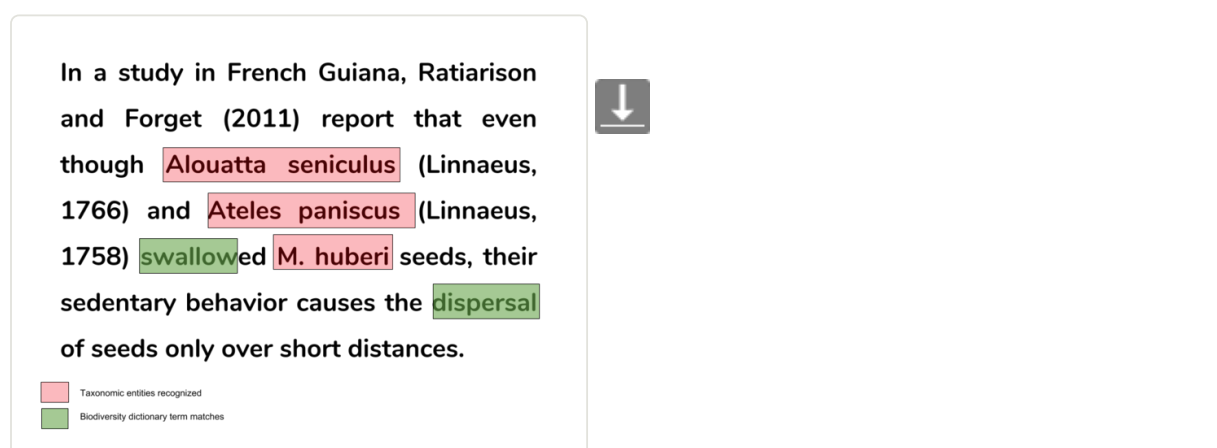 In a study in French Guiana, Ratiarison
and Forget (2011) report that even
though Alouatta seniculus (Linnaeus,
1766) and Ateles paniscus (Linnaeus,
1758) swallowed M. huberi seeds, their
sedentary behavior causes the dispersal
of seeds only over short distances.
Taxonomic entities recognized
Biodiversity dictionary term matches